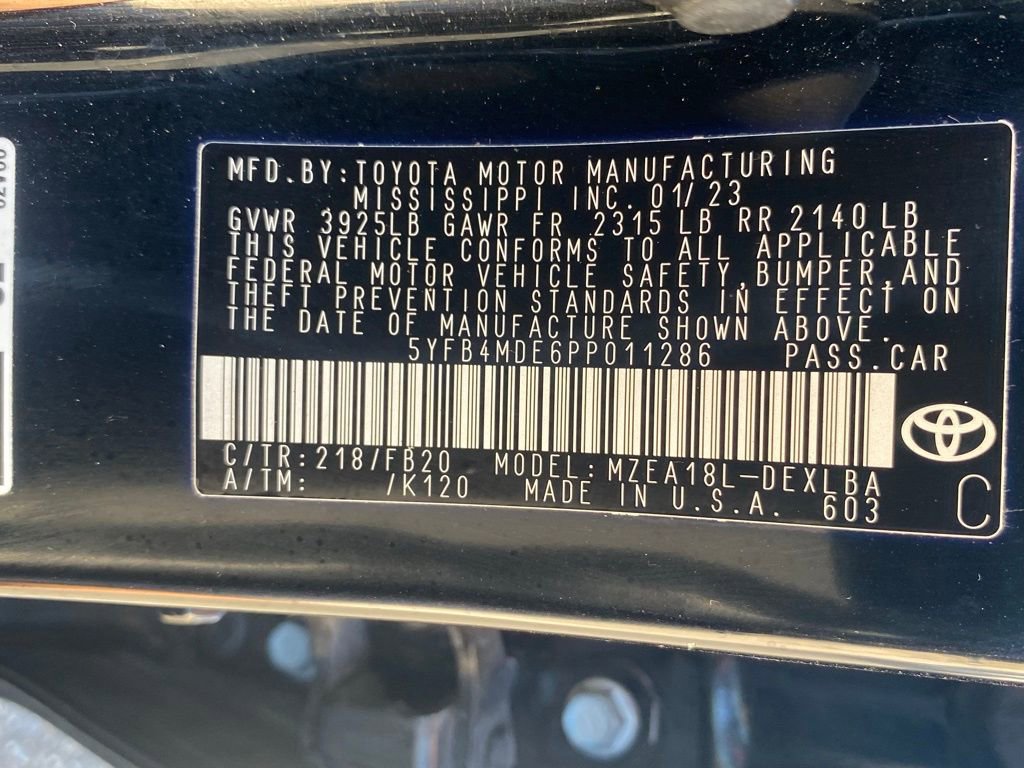 MFD.BY:TOYOTA MOTOR MANUFACTURING
MISSISSIPPI INC. 01/23
GVWR 3925LB GAWR FR 2315 LB RR 2140 LB
THIS VEHICLE CONFORMS TO ALL APPLICABLE
FEDERAL MOTOR VEHICLE SAFETY,BUMPER,AND
THEFT PREVENTION STANDARDS IN EFFECT ON
THE DATE OF MANUFACTURE SHOWN ABOVE.
5YFB4MDE6PP011286 PASS.CAR
C/TR:218/FB20 MODEL:MZEA18L-DEXLBA
A/TM: /K120 MADE IN U.S.A. 603
C